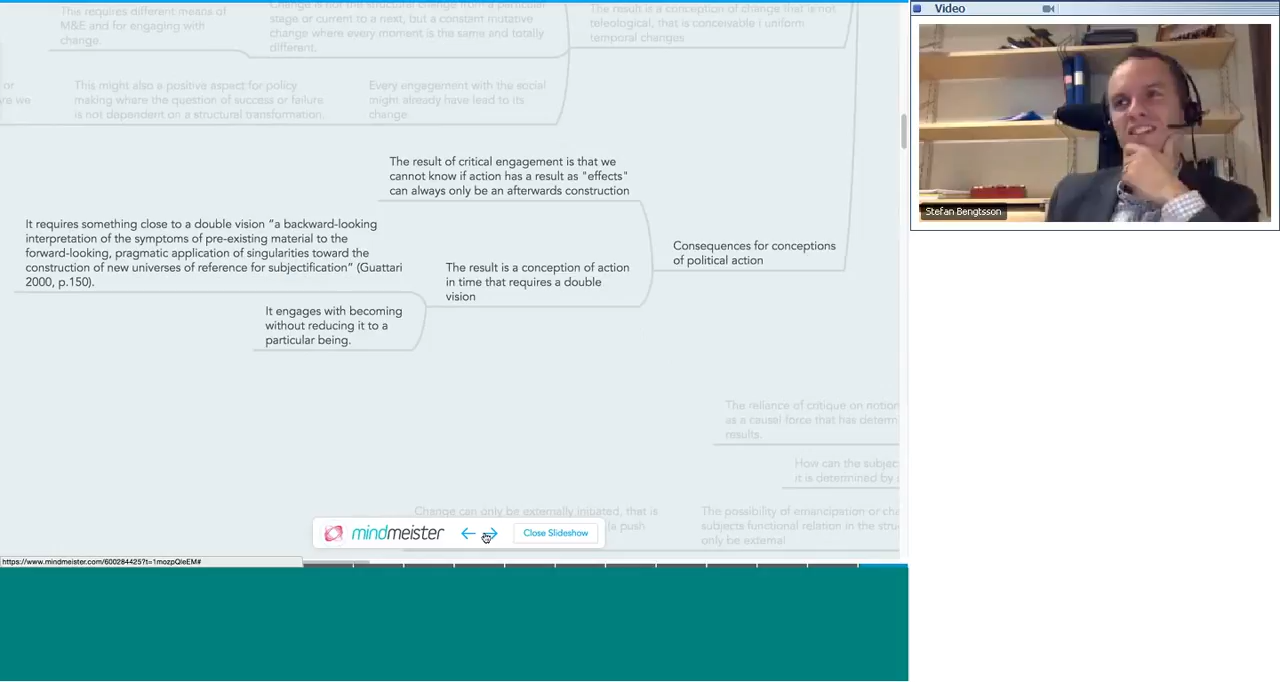 This requires different means of
M&E and for engaging with
change.
Change is not the structural change from a particular
stage or current to a next, but a constant mutative
change where every moment is the same and totally
different.
The result is a conception of change that is not
teleological, that is conceivable i uniform
temporal changes
or
re we
This might also a positive aspect for policy
making where the question of success or failure
is not dependent on a structural transformation.
Every engagement with the social
might already have lead to its
change.
The result of critical engagement is that we
cannot know if action has a result as "effects"
can always only be an afterwards construction
It requires something close to a double vision “a backward-looking
interpretation of the symptoms of pre-existing material to the
forward-looking, pragmatic application of singularities toward the
construction of new universes of reference for subjectification” (Guattari
2000, p.150).
The result is a conception of action
in time that requires a double
vision
Consequences for conceptions
of political action
It engages with becoming
without reducing it to a
particular being.
The reliance of critique on notion
as a causal force that has determ
results.
How can the subjec
it is determined by
Change can only be externally initiated, that is
a push
The possibility of emancipation or cha
subjects functional relation in the stru
only be external
mindmeister
Close Slideshow
https://www.mindmeister.com/600284425?t=1mozpQleEM#
Video
Stefan Bengtsson